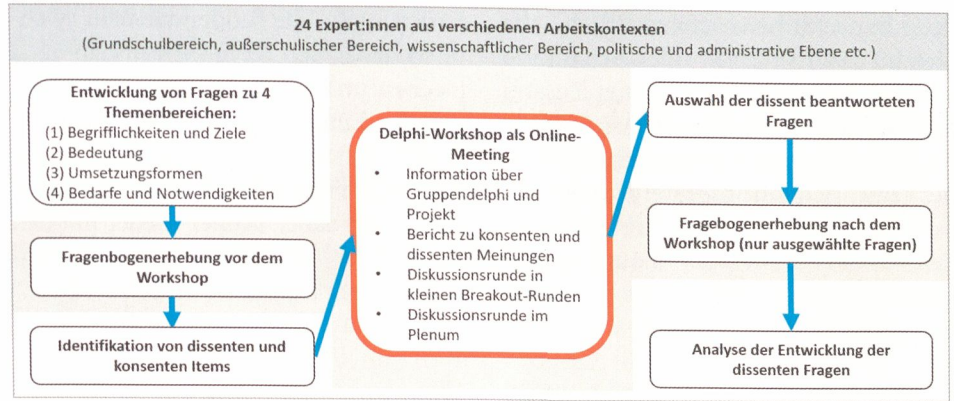 24 Expert:innen aus verschiedenen Arbeitskontexten
(Grundschulbereich, außerschulischer Bereich, wissenschaftlicher Bereich, politische und administrative Ebene etc.)
Entwicklung von Fragen zu 4
Themenbereichen:
(1) Begrifflichkeiten und Ziele
(2) Bedeutung
(3) Umsetzungsformen
(4) Bedarfe und Notwendigkeiten
Fragenbogenerhebung vor dem
Workshop
Identifikation von dissenten und
konsenten Items
Delphi-Workshop als Online-
Meeting
• Information über
Gruppendelphi und
Projekt
• Bericht zu konsenten und
dissenten Meinungen
• Diskussionsrunde in
kleinen Breakout-Runden
• Diskussionsrunde im
Plenum
Auswahl der dissent beantworteten
Fragen
Fragebogenerhebung nach dem
Workshop (nur ausgewählte Fragen)
Analyse der Entwicklung der
dissenten Fragen